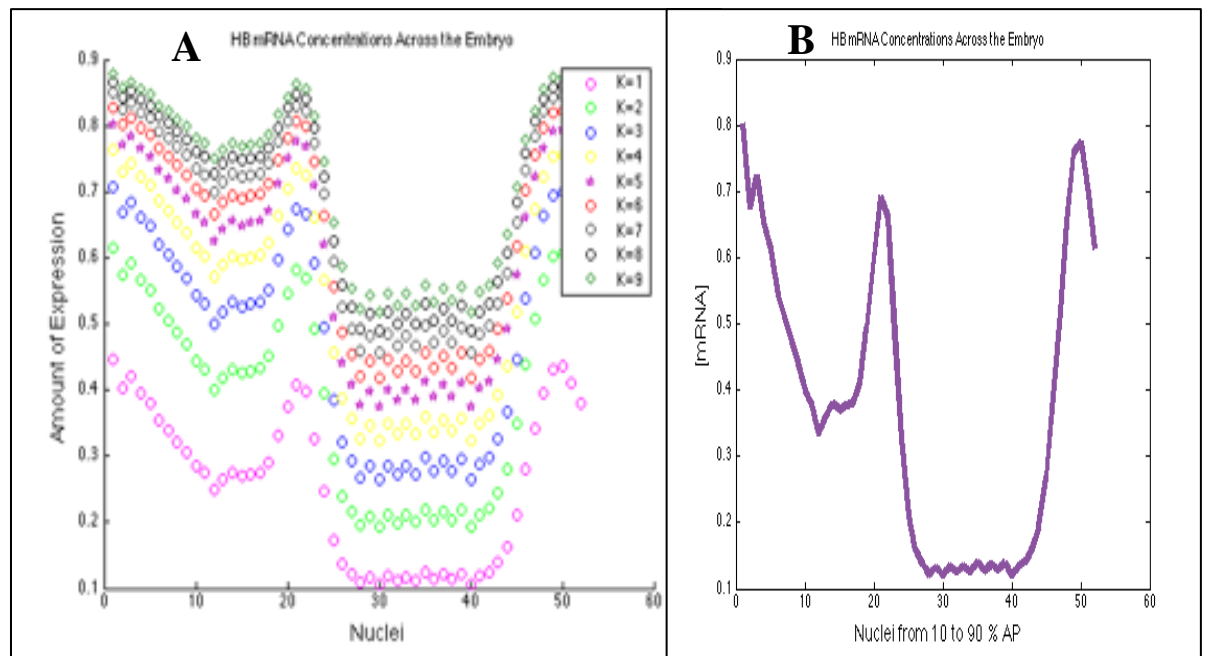 A
HB mRNA Concentrations Across the Embryo
0.9
0.8
0.7
0.6
0.5
0.4
0.3
0.2
0.1
0
10
20
30
40
50
60
Amount of Expression
Nuclei
K=1
K=2
K=3
K=4
K=5
K=6
K=7
K=8
K=9
B
HB mRNA Concentrations Across the Embryo
0.9
0.8
0.7
0.6
0.5
0.4
0.3
0.2
0.1
0
10
20
30
40
50
60
[mRNA]
Nuclei from 10 to 90 % AP